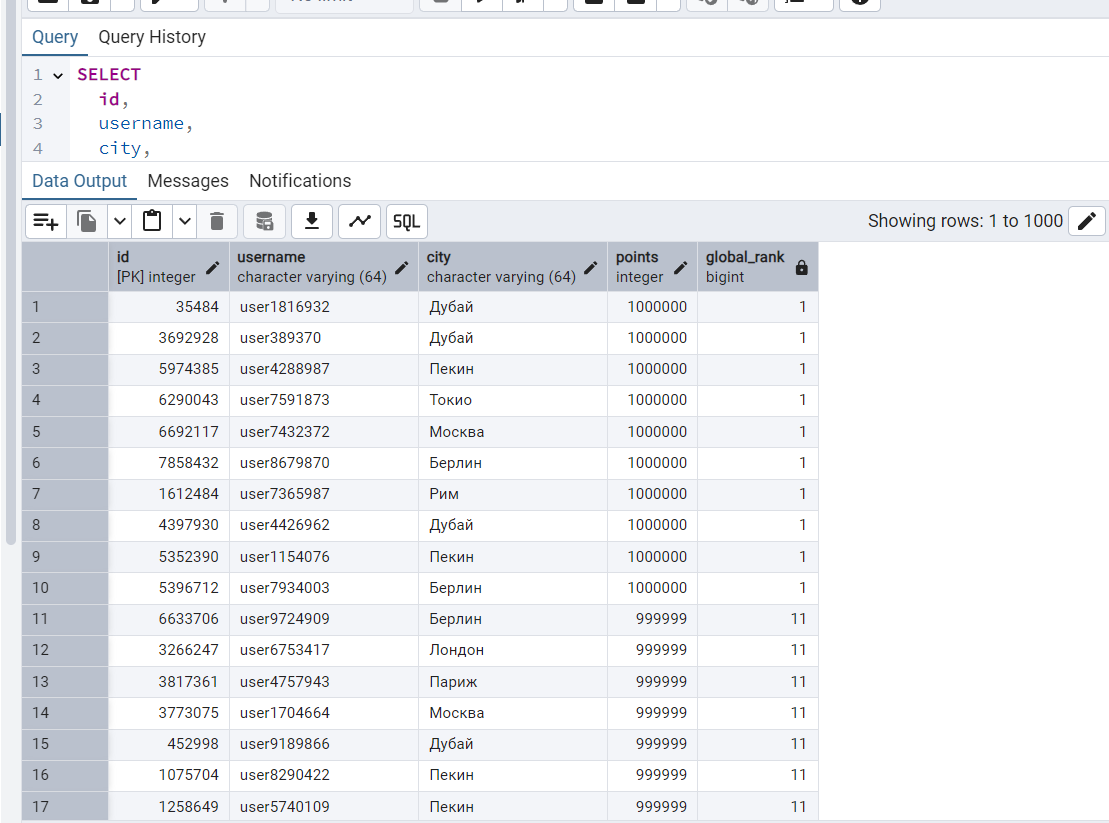 Query Query History
1 SELECT
2 id,
3 username,
4 city,
Data Output Messages Notifications
SQL Showing rows: 1 to 1000
id username city points global_rank
[PK] integer character varying (64) character varying (64) integer bigint
1 35484 user1816932 Дубай 1000000 1
2 3692928 user389370 Дубай 1000000 1
3 5974385 user4288987 Пекин 1000000 1
4 6290043 user7591873 Токио 1000000 1
5 6692117 user7432372 Москва 1000000 1
6 7858432 user8679870 Берлин 1000000 1
7 1612484 user7365987 Рим 1000000 1
8 4397930 user4426962 Дубай 1000000 1
9 5352390 user1154076 Пекин 1000000 1
10 5396712 user7934003 Берлин 1000000 1
11 6633706 user9724909 Берлин 999999 11
12 3266247 user6753417 Лондон 999999 11
13 3817361 user4757943 Париж 999999 11
14 3773075 user1704664 Москва 999999 11
15 452998 user9189866 Дубай 999999 11
16 1075704 user8290422 Пекин 999999 11
17 1258649 user5740109 Пекин 999999 11